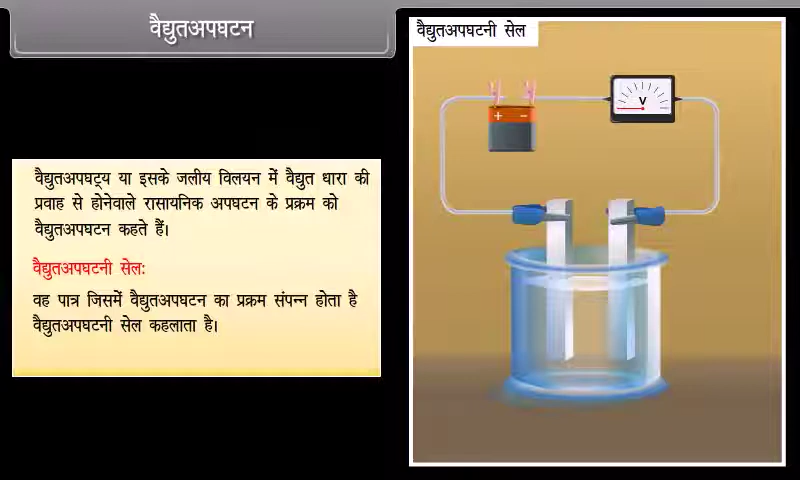 वैद्युतअपघटन
वैद्युतअपघट्य या इसके जलीय विलयन में वैद्युत धारा की
प्रवाह से होनेवाले रासायनिक अपघटन के प्रक्रम को
वैद्युतअपघटन कहते हैं।
वैद्युतअपघटनी सेल:
वह पात्र जिसमें वैद्युतअपघटन का प्रक्रम संपन्न होता है
वैद्युतअपघटनी सेल कहलाता है।
वैद्युतअपघटनी सेल
+ −
V